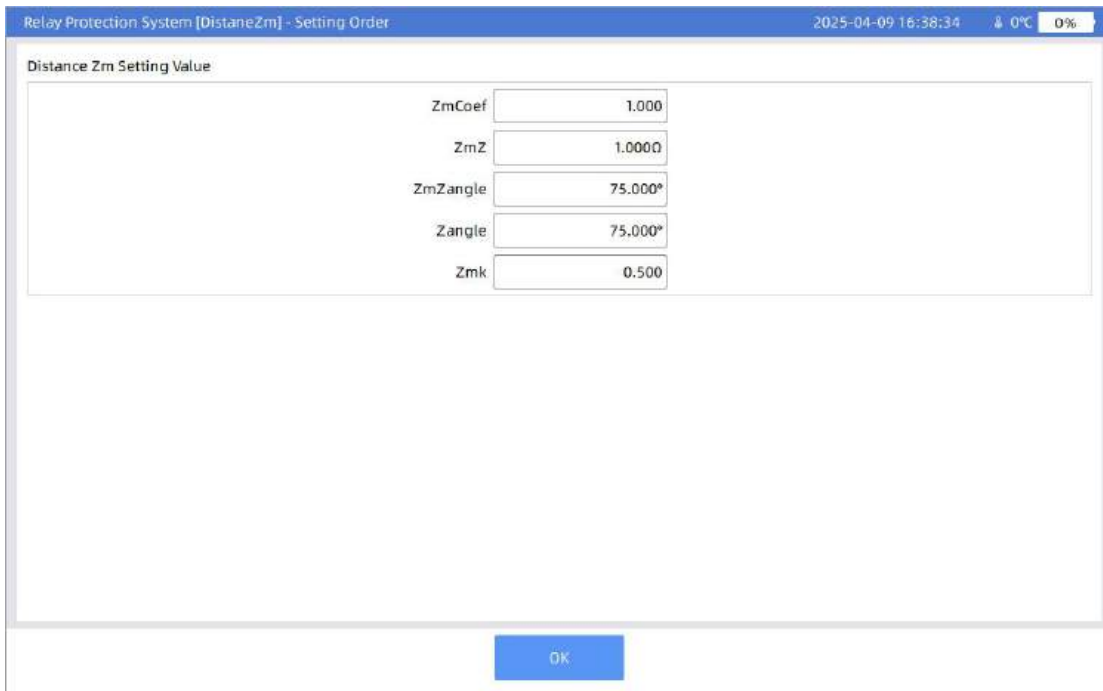 Relay Protection System [DistaneZm] - Setting Order 2025-04-09 16:38:34 0℃ 0%
Distance Zm Setting Value
ZmCoef 1.000
ZmZ 1.000Ω
ZmZangle 75.000°
Zangle 75.000°
Zmk 0.500
OK